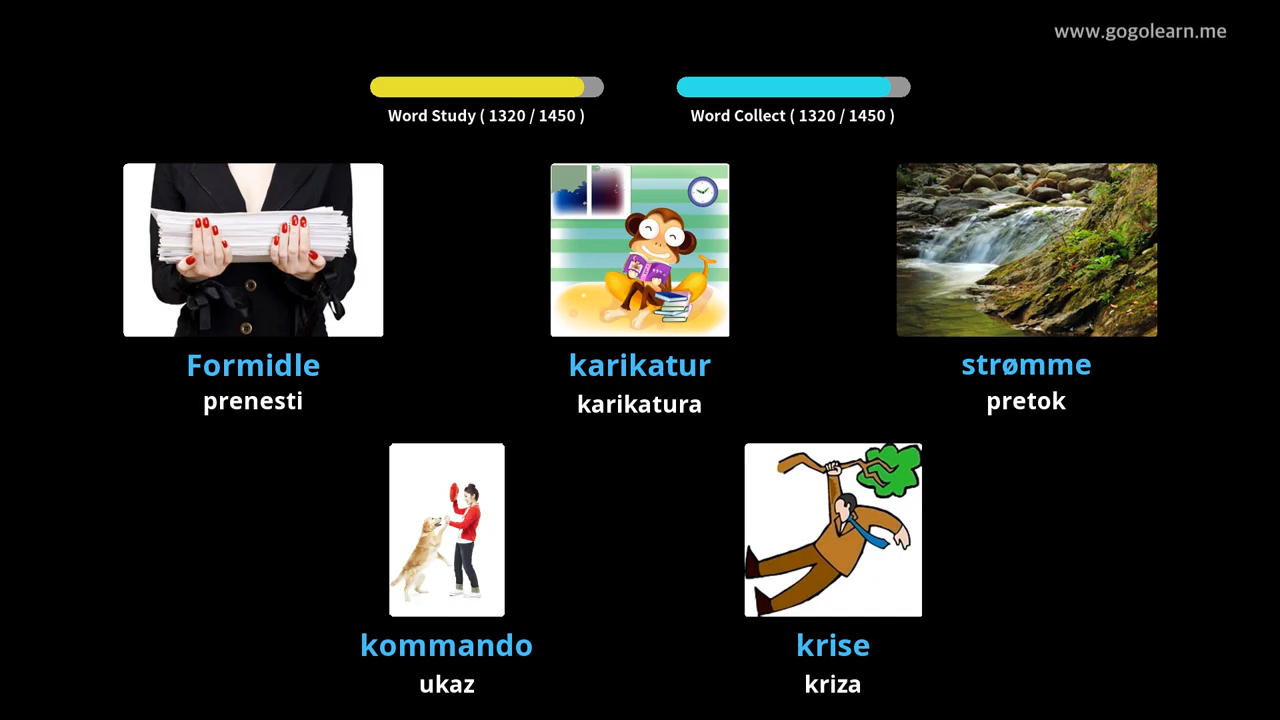 www.gogolearn.me
Word Study ( 1320 / 1450 )
Word Collect ( 1320 / 1450 )
Formidle
prenesti
karikatur
karikatura
strømme
pretok
kommando
ukaz
krise
kriza